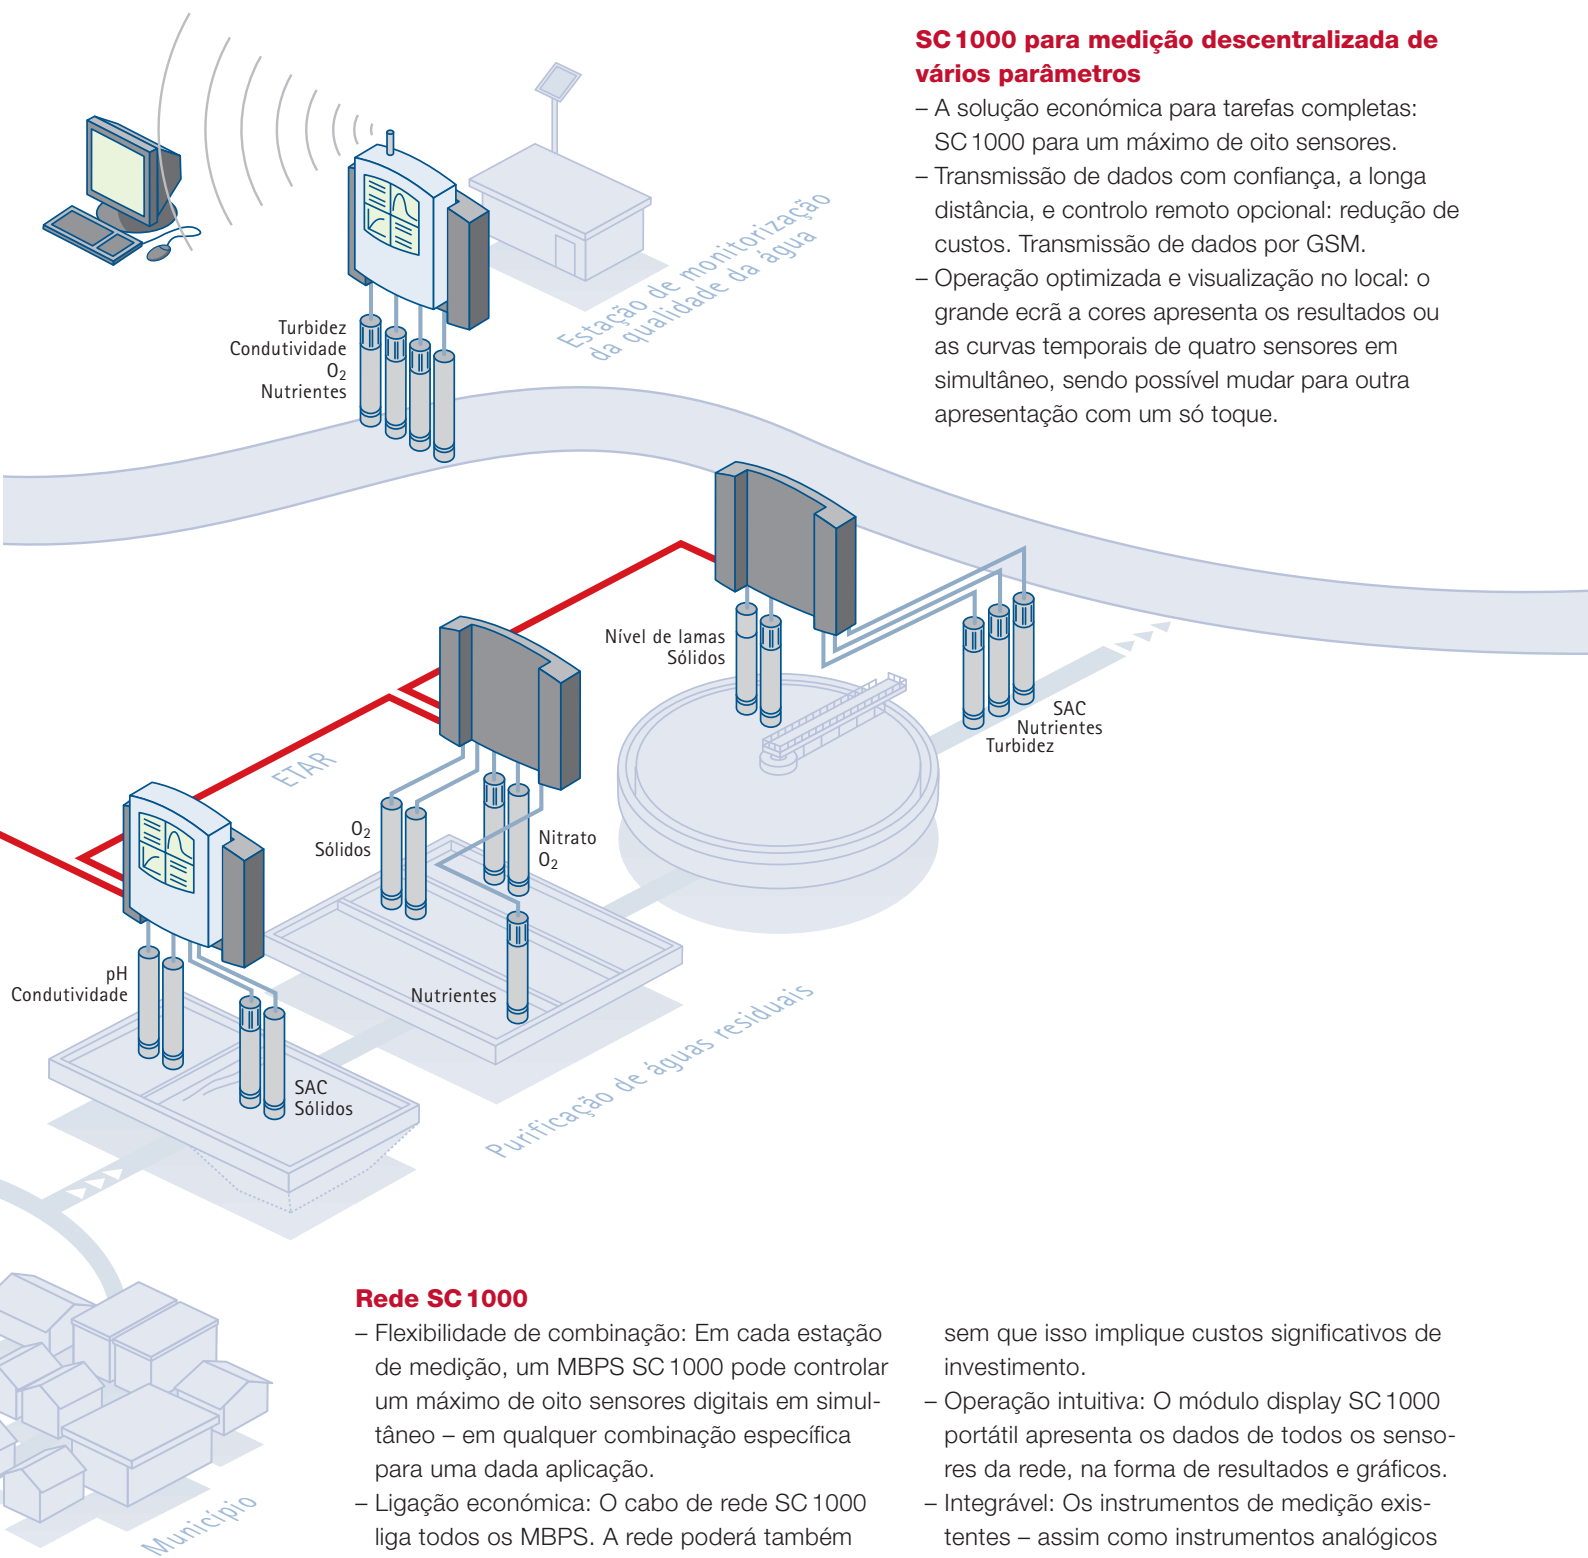 SC 1000 para medição descentralizada de
vários parâmetros
– A solução económica para tarefas completas:
SC 1000 para um máximo de oito sensores.
– Transmissão de dados com confiança, a longa
distância, e controlo remoto opcional: redução de
custos. Transmissão de dados por GSM.
– Operação optimizada e visualização no local: o
grande ecrã a cores apresenta os resultados ou
as curvas temporais de quatro sensores em
simultâneo, sendo possível mudar para outra
apresentação com um só toque.
Estação de monitorização
da qualidade da água
Turbidez
Condutividade
O2
Nutrientes
Nível de lamas
Sólidos
SAC
Nutrientes
Turbidez
ETAR
O2
Sólidos
Nitrato
O2
Nutrientes
pH
Condutividade
SAC
Sólidos
Purificação de águas residuais
Município
Rede SC 1000
– Flexibilidade de combinação: Em cada estação
de medição, um MBPS SC 1000 pode controlar
um máximo de oito sensores digitais em simul-
tâneo – em qualquer combinação específica
para uma dada aplicação.
– Ligação económica: O cabo de rede SC 1000
liga todos os MBPS. A rede poderá também
sem que isso implique custos significativos de
investimento.
– Operação intuitiva: O módulo display SC 1000
portátil apresenta os dados de todos os senso-
res da rede, na forma de resultados e gráficos.
– Integrável: Os instrumentos de medição exis-
tentes – assim como instrumentos analógicos